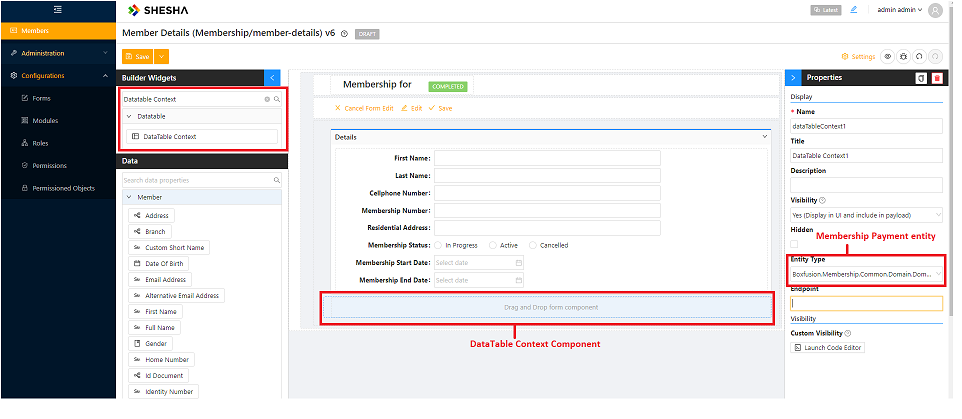 SHESHA
Latest
admin admin
Members
Administration
Configurations
Forms
Modules
Roles
Permissions
Permissioned Objects
Member Details (Membership/member-details) v6
DRAFT
Save
Settings
Builder Widgets
Datatable Context
Datatable
DataTable Context
Data
Search data properties
Member
Address
Branch
Custom Short Name
Date Of Birth
Email Address
Alternative Email Address
First Name
Full Name
Gender
Home Number
Id Document
Identity Number
Membership for
COMPLETED
Cancel Form Edit
Edit
Save
Details
First Name:
Last Name:
Cellphone Number:
Membership Number:
Residential Address:
Membership Status:
In Progress
Active
Cancelled
Membership Start Date:
Select date
Membership End Date:
Select date
Drag and Drop form component
DataTable Context Component
Properties
Display
* Name
dataTableContext1
Title
DataTable Context1
Description
Visibility
Yes (Display in UI and include in payload)
Hidden
Membership Payment entity
Entity Type
Boxfusion.Membership.Common.Domain.Dom...
Endpoint
Visibility
Custom Visibility
Launch Code Editor